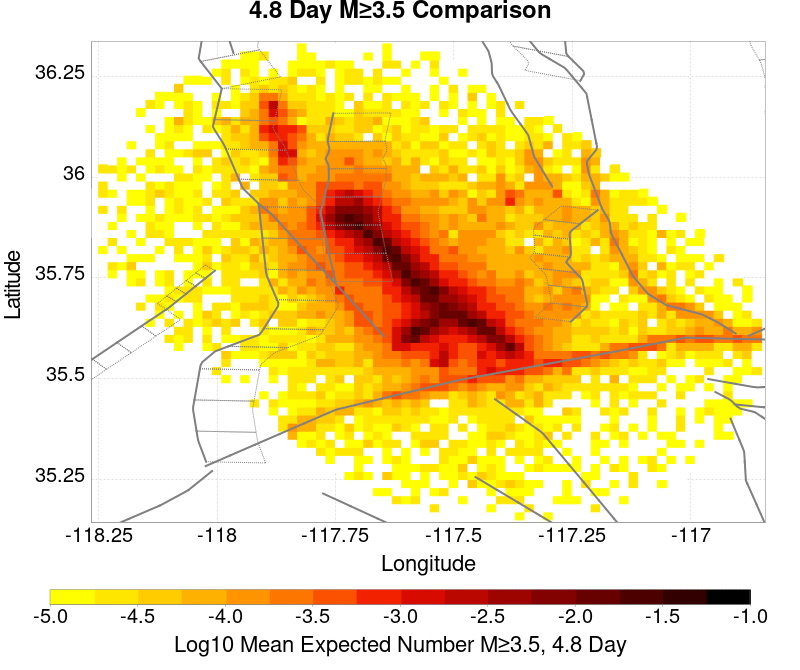 4.8 Day M≥3.5 Comparison
36.25
36
35.75
35.5
35.25
Latitude
-118.25 -118 -117.75 -117.5 -117.25 -117
Longitude
-5.0 -4.5 -4.0 -3.5 -3.0 -2.5 -2.0 -1.5 -1.0
Log10 Mean Expected Number M≥3.5, 4.8 Day